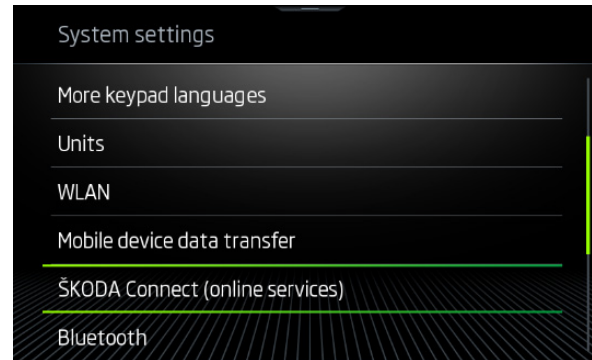 System settings
More keypad languages
Units
WLAN
Mobile device data transfer
ŠKODA Connect (online services)
Bluetooth